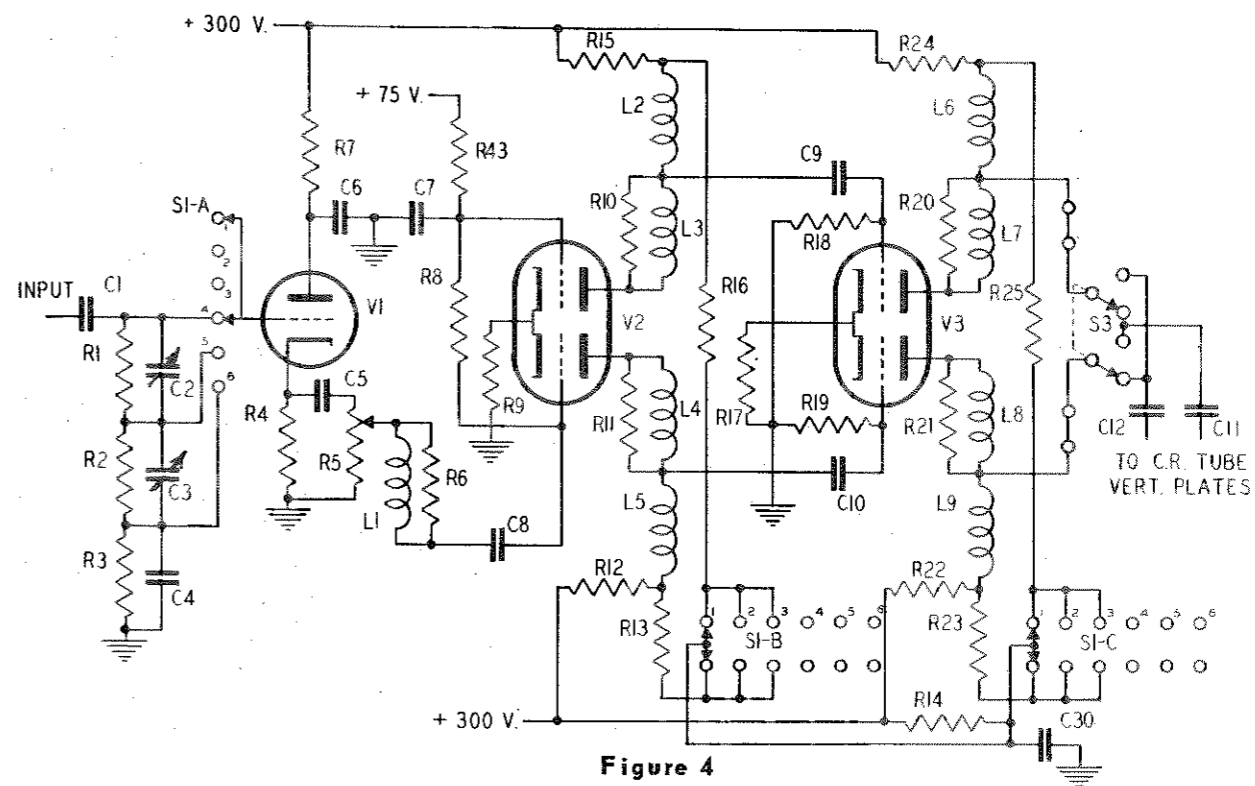 + 300 V.
R15
R24
+ 75 V.
L2
L6
R7
R43
C9
C6
C7
S1-A
1
2
3
4
5
6
R10
L3
R18
R20
L7
R8
R16
R25
INPUT
C1
V1
V2
V3
S3
R1
C2
C5
R9
R11
L4
R17
R19
R21
L8
R4
C12
C11
R2
C3
R5
R6
C10
TO C.R. TUBE
VERT. PLATES
L1
C8
L5
L9
R3
C4
R12
R22
R13
1 2 3 4 5 6
S1-B
R23
1 2 3 4 5 6
S1-C
+ 300 V.
R14
C30
Figure 4